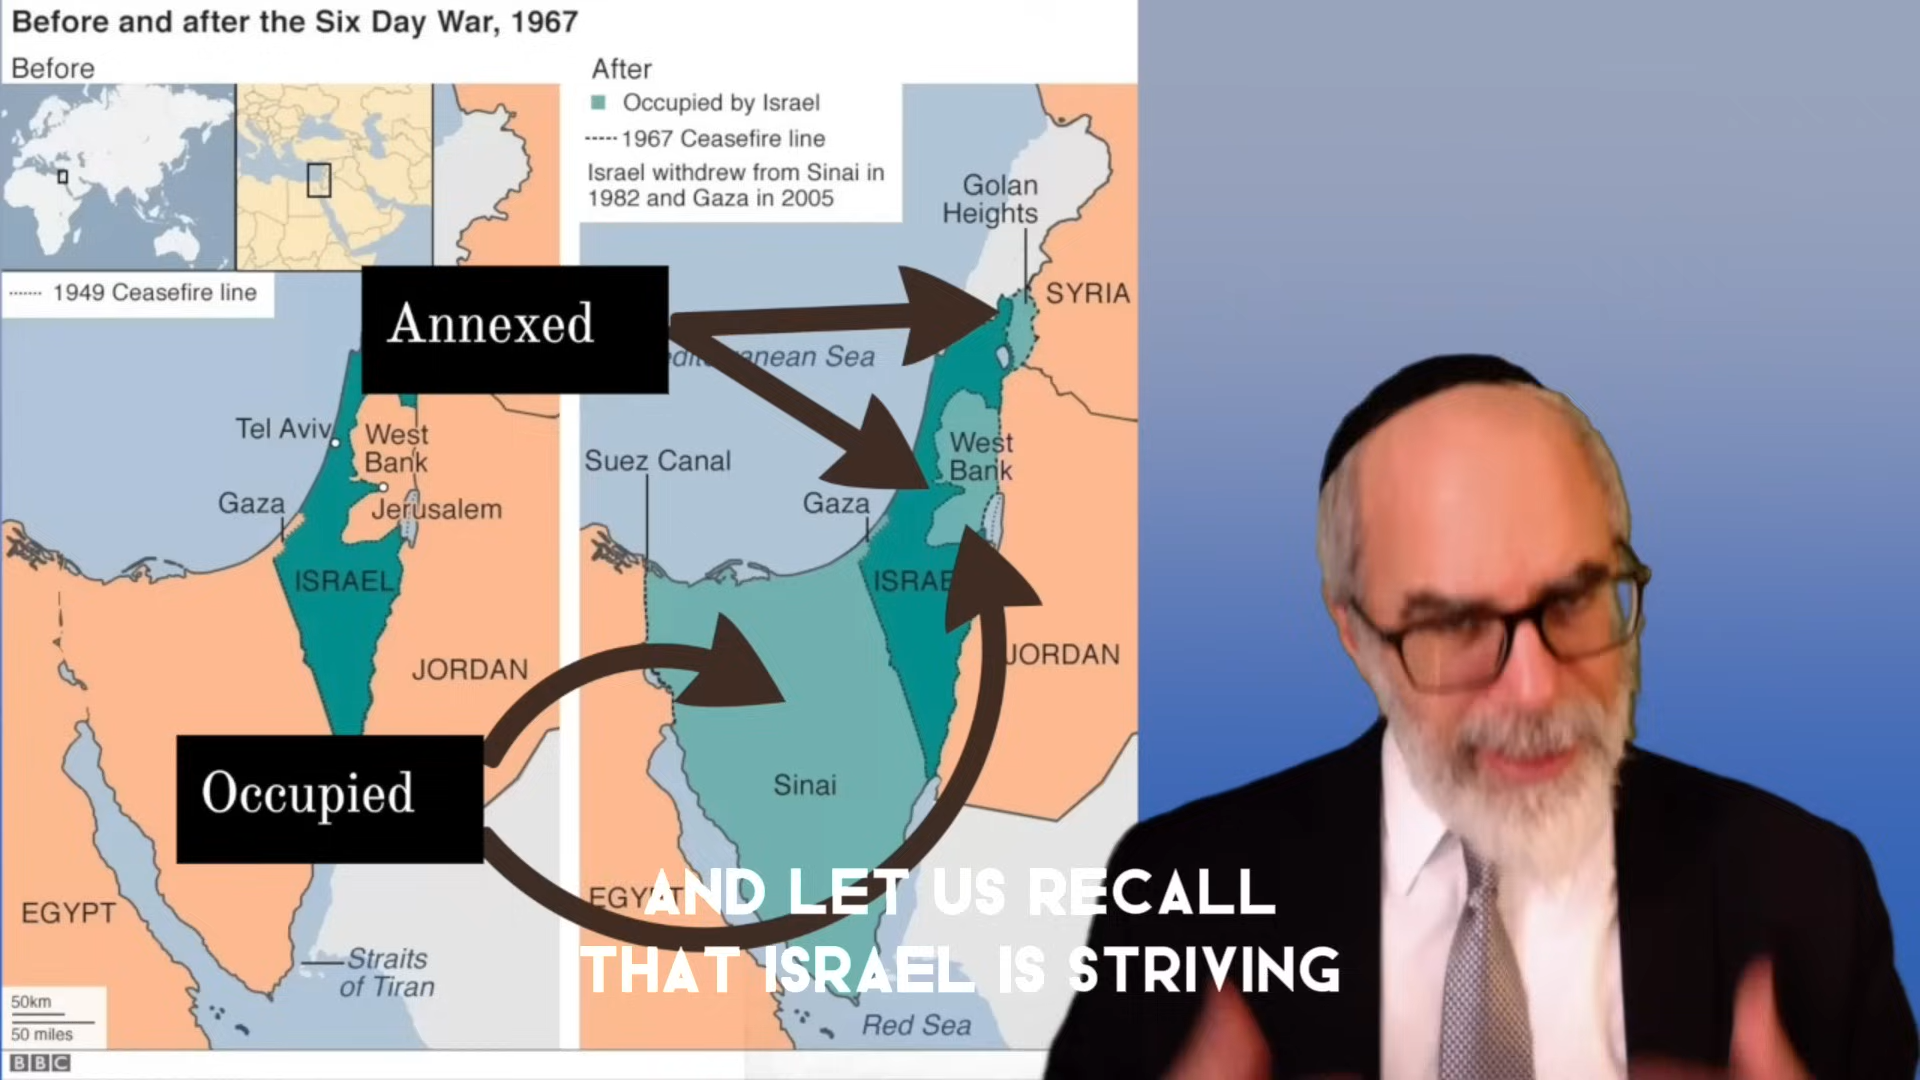 Before and after the Six Day War, 1967
Before
1949 Ceasefire line
Tel Aviv
West
Bank
Gaza
Jerusalem
ISRAEL
JORDAN
EGYPT
Straits
of Tiran
50km
50 miles
BBC
After
Occupied by Israel
1967 Ceasefire line
Israel withdrew from Sinai in
1982 and Gaza in 2005
Golan
Heights
SYRIA
Sea
Suez Canal
West
Bank
Gaza
JORDAN
Sinai
Red Sea
Annexed
Occupied
AND LET US RECALL
THAT ISRAEL IS STRIVING